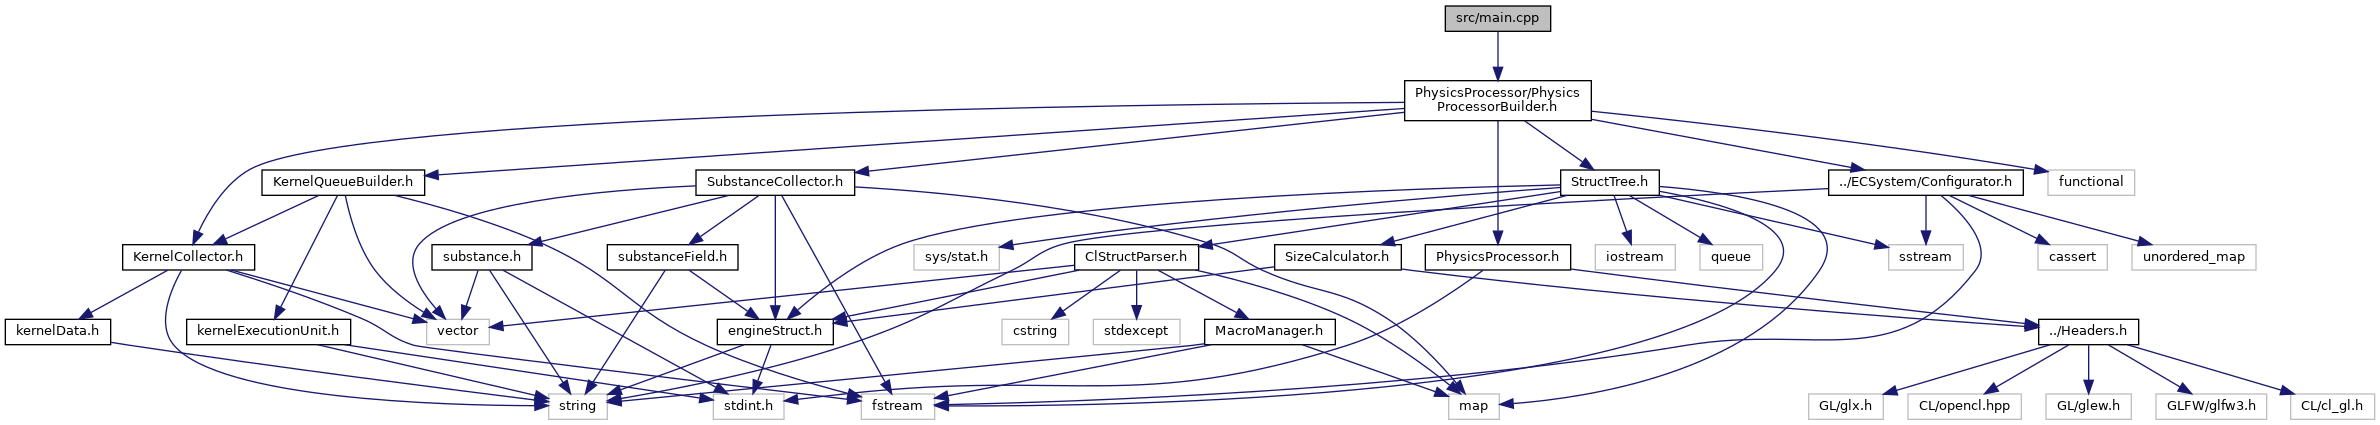 src/main.cpp
PhysicsProcessor/Physics
ProcessorBuilder.h
KernelQueueBuilder.h
SubstanceCollector.h
StructTree.h
../ECSystem/Configurator.h
functional
KernelCollector.h
substance.h
substanceField.h
sys/stat.h
ClStructParser.h
SizeCalculator.h
PhysicsProcessor.h
iostream
queue
sstream
cassert
unordered_map
kernelData.h
kernelExecutionUnit.h
vector
engineStruct.h
cstring
stdexcept
MacroManager.h
../Headers.h
string
stdint.h
fstream
map
GL/glx.h
CL/opencl.hpp
GL/glew.h
GLFW/glfw3.h
CL/cl_gl.h